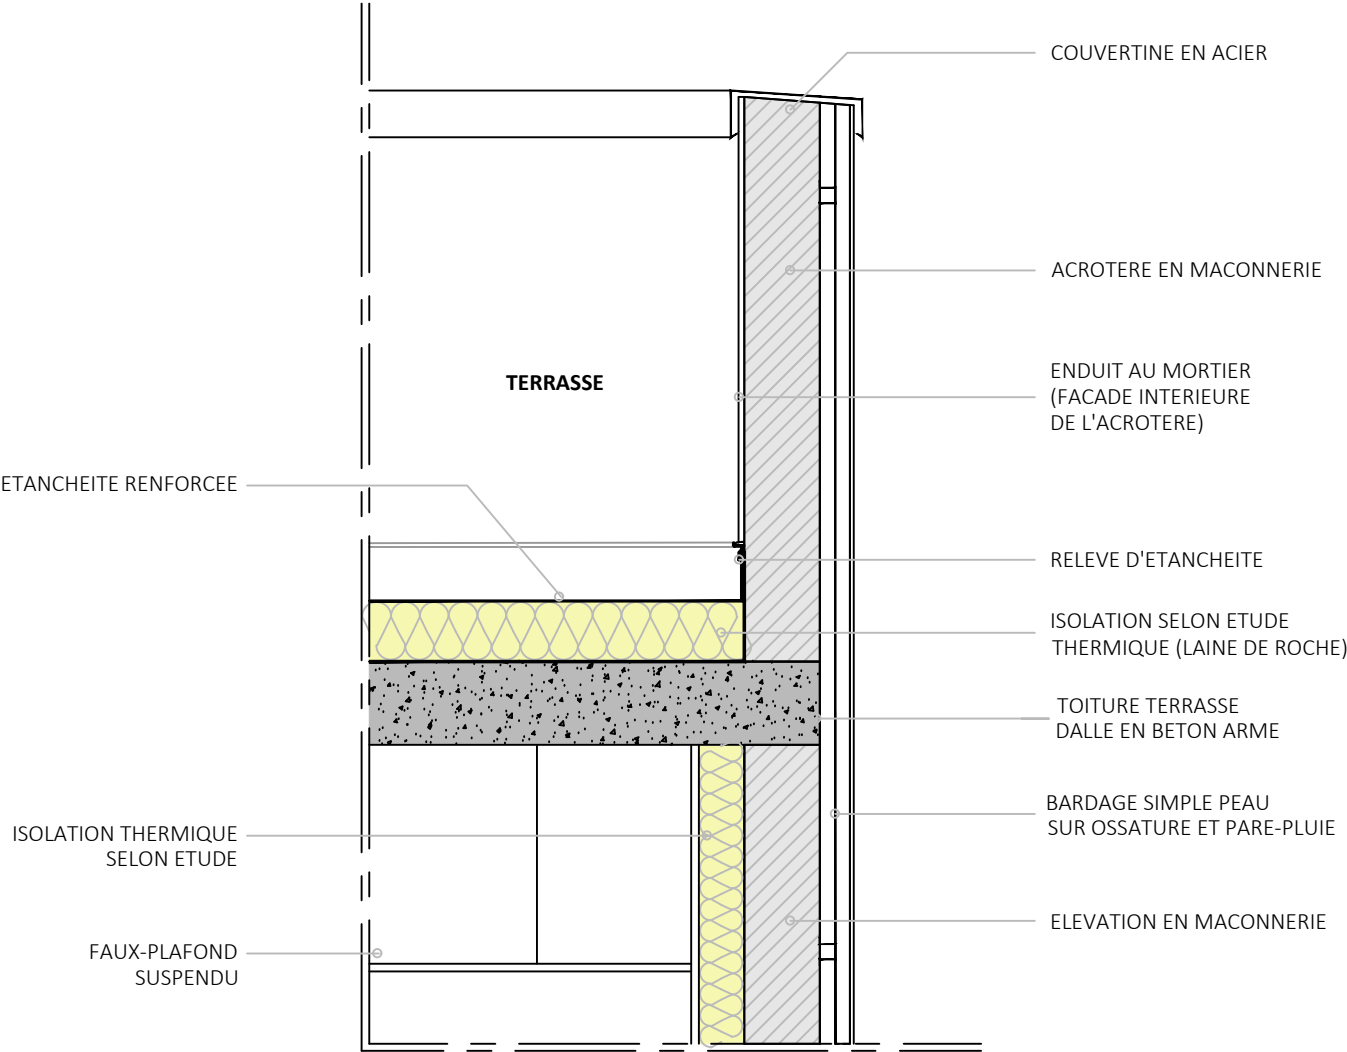 COUVERTINE EN ACIER
ACROTERE EN MACONNERIE
ENDUIT AU MORTIER
(FACADE INTERIEURE
DE L'ACROTERE)
TERRASSE
ETANCHEITE RENFORCEE
RELEVE D'ETANCHEITE
ISOLATION SELON ETUDE
THERMIQUE (LAINE DE ROCHE)
TOITURE TERRASSE
DALLE EN BETON ARME
BARDAGE SIMPLE PEAU
SUR OSSATURE ET PARE-PLUIE
ISOLATION THERMIQUE
SELON ETUDE
ELEVATION EN MACONNERIE
FAUX-PLAFOND
SUSPENDU